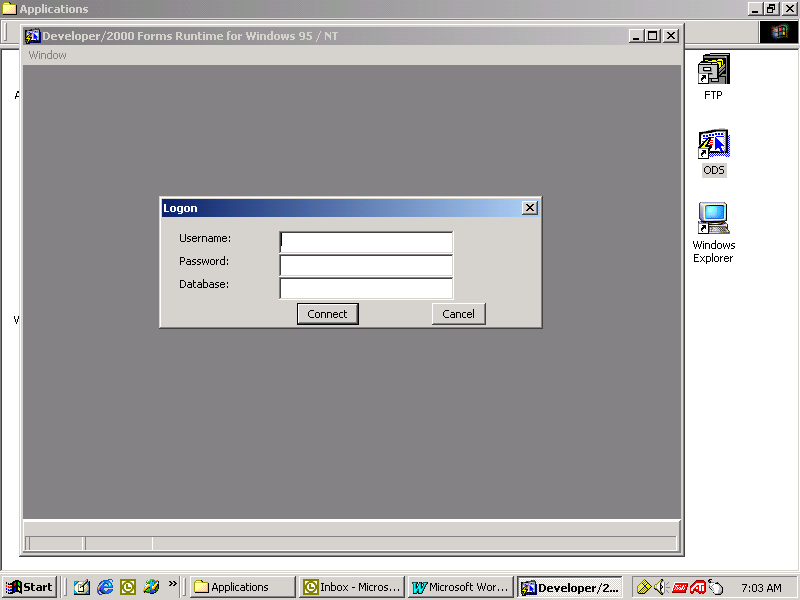 Applications
Developer/2000 Forms Runtime for Windows 95 / NT
Window
FTP
ODS
Windows
Explorer
Logon
Username:
Password:
Database:
Connect
Cancel
Start
»
Applications
Inbox - Micros...
Microsoft Wor...
Developer/2...
7:03 AM